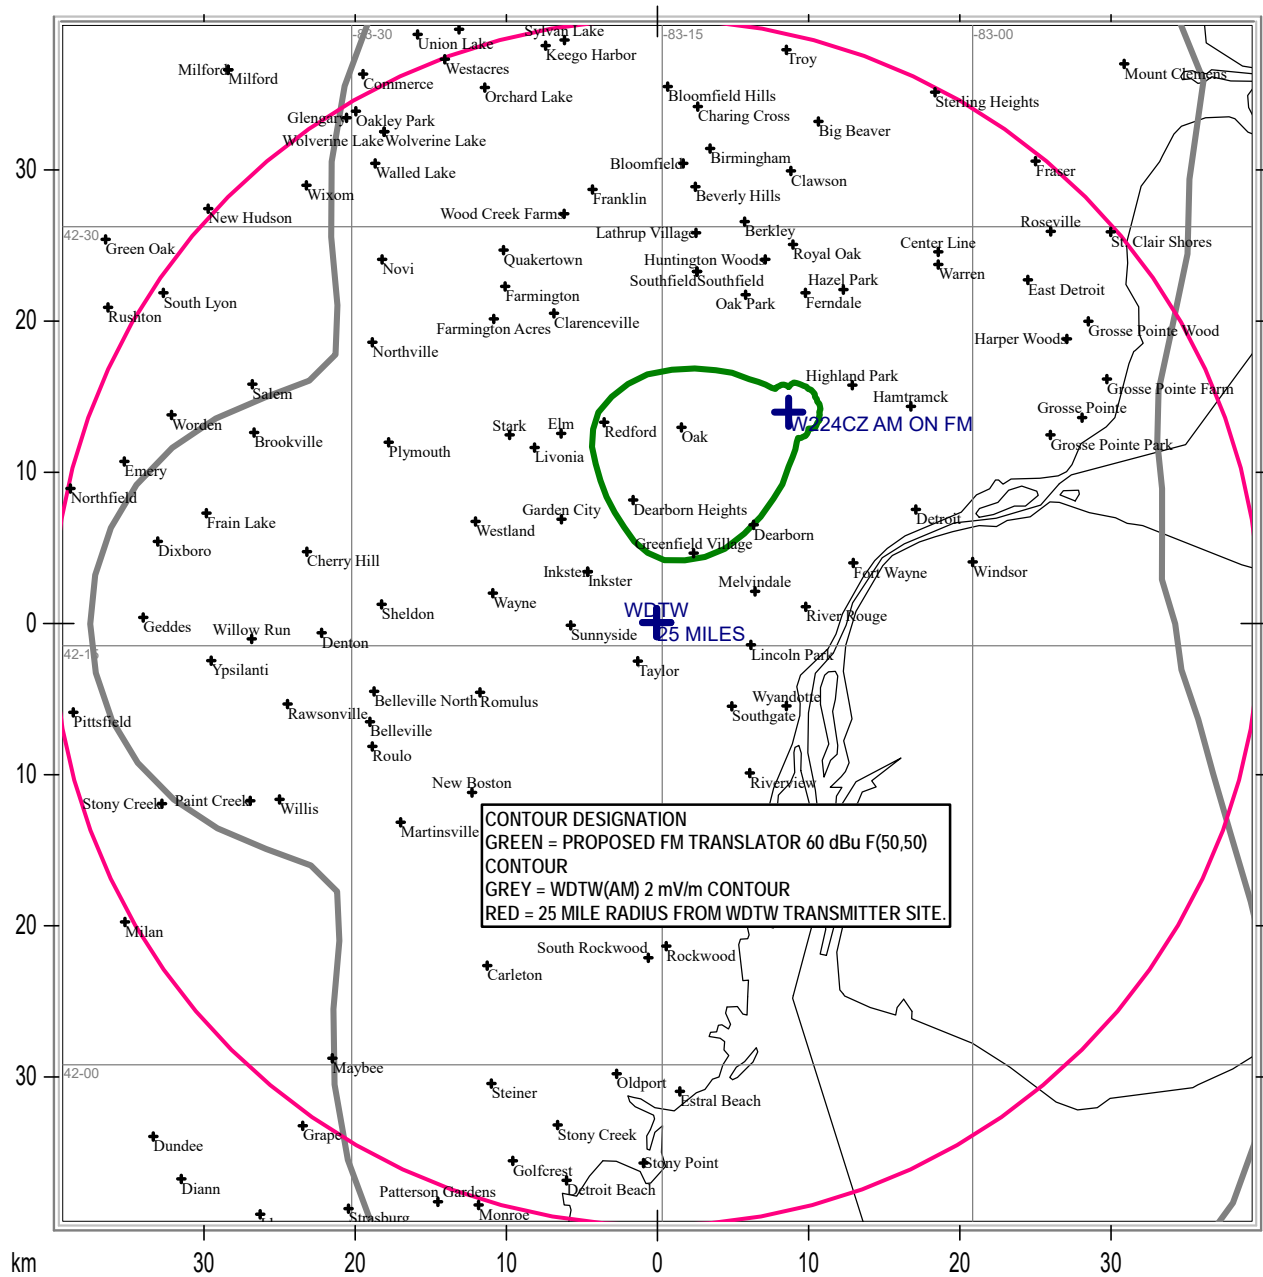 -83-30
-83-15
-83-00
Sylvan Lake
Union Lake
Keego Harbor
Troy
Milford
Milford
Westacres
Mount Clemens
Commerce
Orchard Lake
Bloomfield Hills
Sterling Heights
Charing Cross
Glengary
Oakley Park
Big Beaver
Wolverine Lake
Wolverine Lake
Birmingham
Bloomfield
30
Walled Lake
Clawson
Fraser
Wixom
Franklin
Beverly Hills
New Hudson
Wood Creek Farms
Roseville
42-30
Lathrup Village
Berkley
Green Oak
Center Line
St. Clair Shores
Royal Oak
Quakertown
Huntington Woods
Novi
Warren
Southfield
Southfield
Hazel Park
East Detroit
Farmington
Oak Park
Ferndale
South Lyon
Rushton
20
Farmington Acres
Clarenceville
Grosse Pointe Wood
Harper Woods
Northville
Highland Park
Salem
Grosse Pointe Farm
Hamtramck
Grosse Pointe
Worden
Stark
Elm
Redford
Oak
W224CZ AM ON FM
Brookville
Plymouth
Livonia
Grosse Pointe Park
10
Emery
Northfield
Garden City
Dearborn Heights
Frain Lake
Westland
Detroit
Dearborn
Dixboro
Greenfield Village
Cherry Hill
Inkster
Inkster
Melvindale
Fort Wayne
Windsor
Wayne
WDTW
Sheldon
River Rouge
0
Geddes
Willow Run
Denton
Sunnyside
25 MILES
42-15
Lincoln Park
Ypsilanti
Taylor
Belleville North
Romulus
Wyandotte
Rawsonville
Southgate
Pittsfield
Belleville
Roulo
10
New Boston
Riverview
Stony Creek
Paint Creek
Willis
Martinsville
CONTOUR DESIGNATION
GREEN = PROPOSED FM TRANSLATOR 60 dBu F(50,50)
CONTOUR
GREY = WDTW(AM) 2 mV/m CONTOUR
RED = 25 MILE RADIUS FROM WDTW TRANSMITTER SITE.
20
Milan
South Rockwood
Rockwood
Carleton
Maybee
42-00
30
Oldport
Steiner
Estral Beach
Grape
Stony Creek
Dundee
Stony Point
Golfcrest
Diann
Patterson Gardens
Detroit Beach
Strasburg
Monroe
km
30
20
10
0
10
20
30